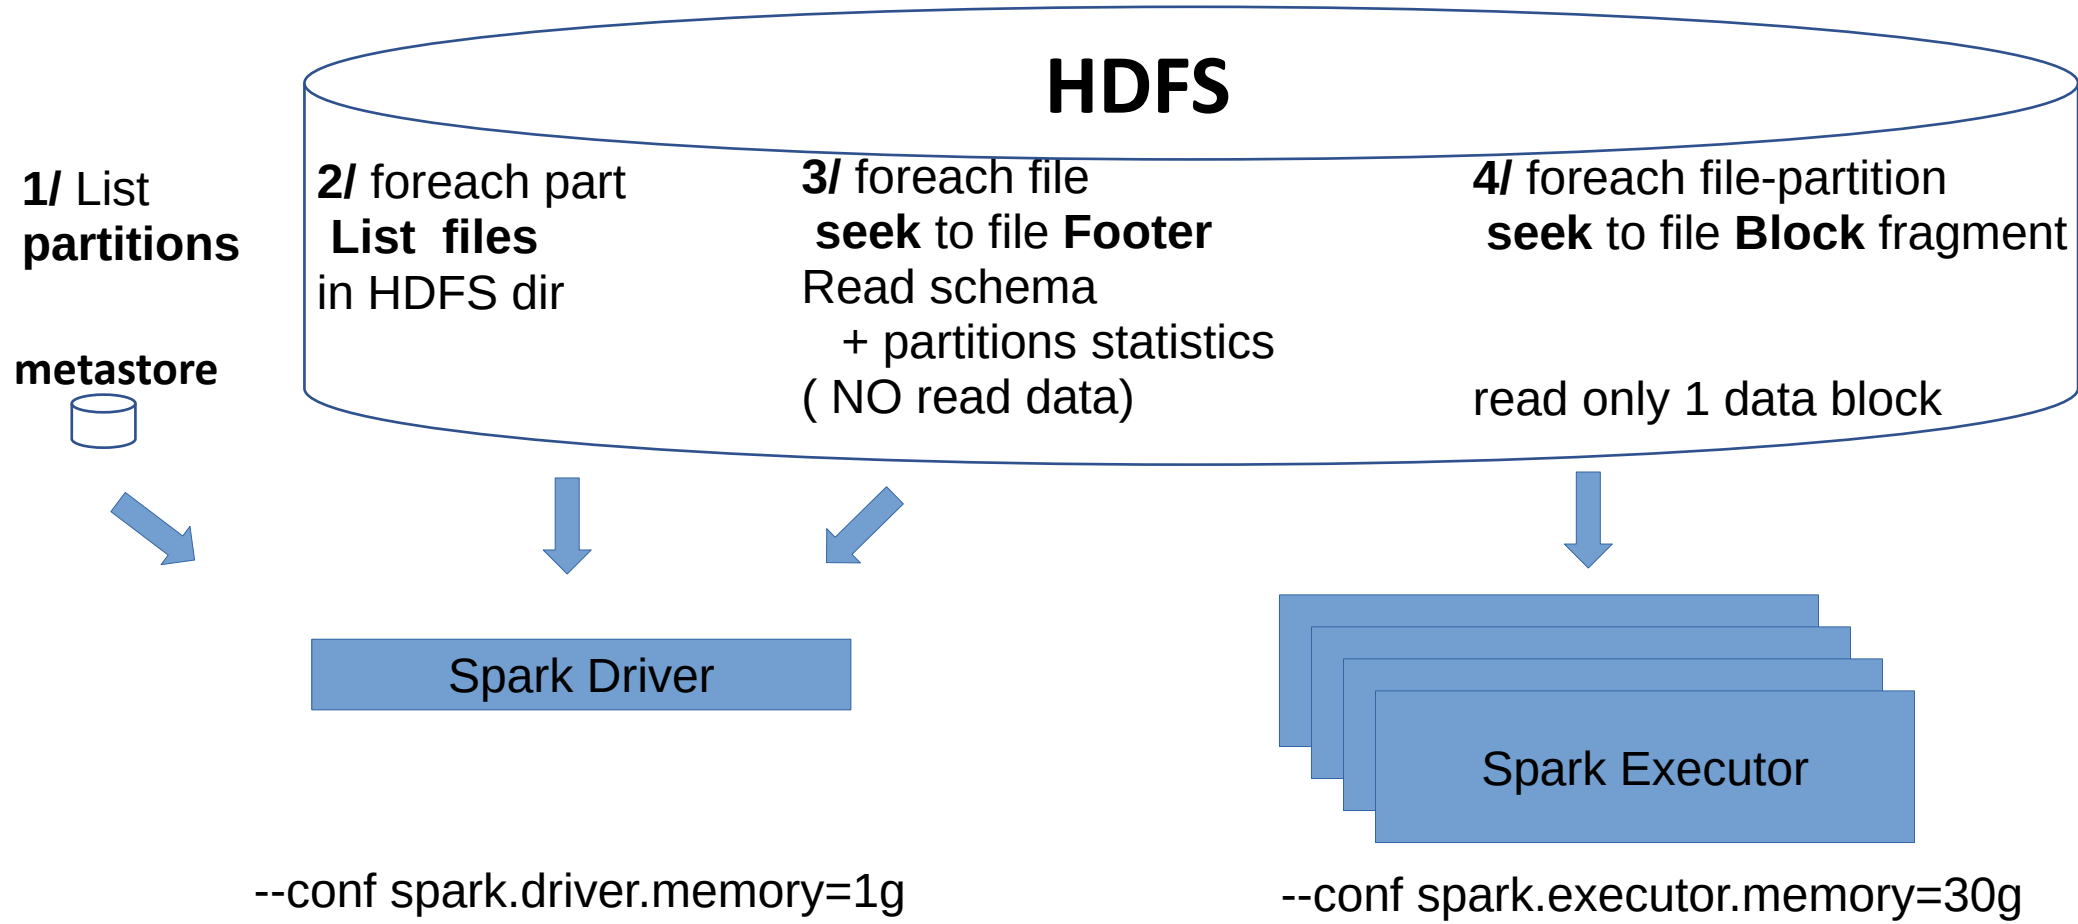 HDFS
1/ List
partitions
metastore
2/ foreach part
List files
in HDFS dir
3/ foreach file
seek to file Footer
Read schema
+ partitions statistics
( NO read data)
4/ foreach file-partition
seek to file Block fragment
read only 1 data block
Spark Driver
Spark Executor
--conf spark.driver.memory=1g
--conf spark.executor.memory=30g